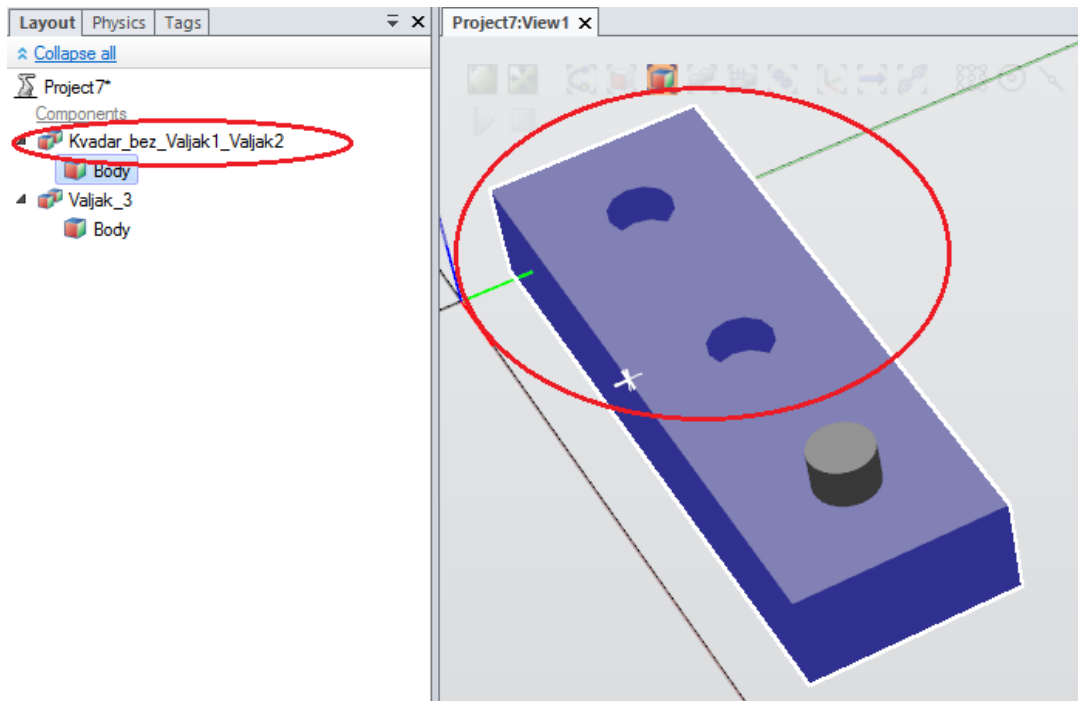 Layout Physics Tags
Project7:View1
Collapse all
Project7*
Components
Kvadar_bez_Valjak1_Valjak2
Body
Valjak_3
Body